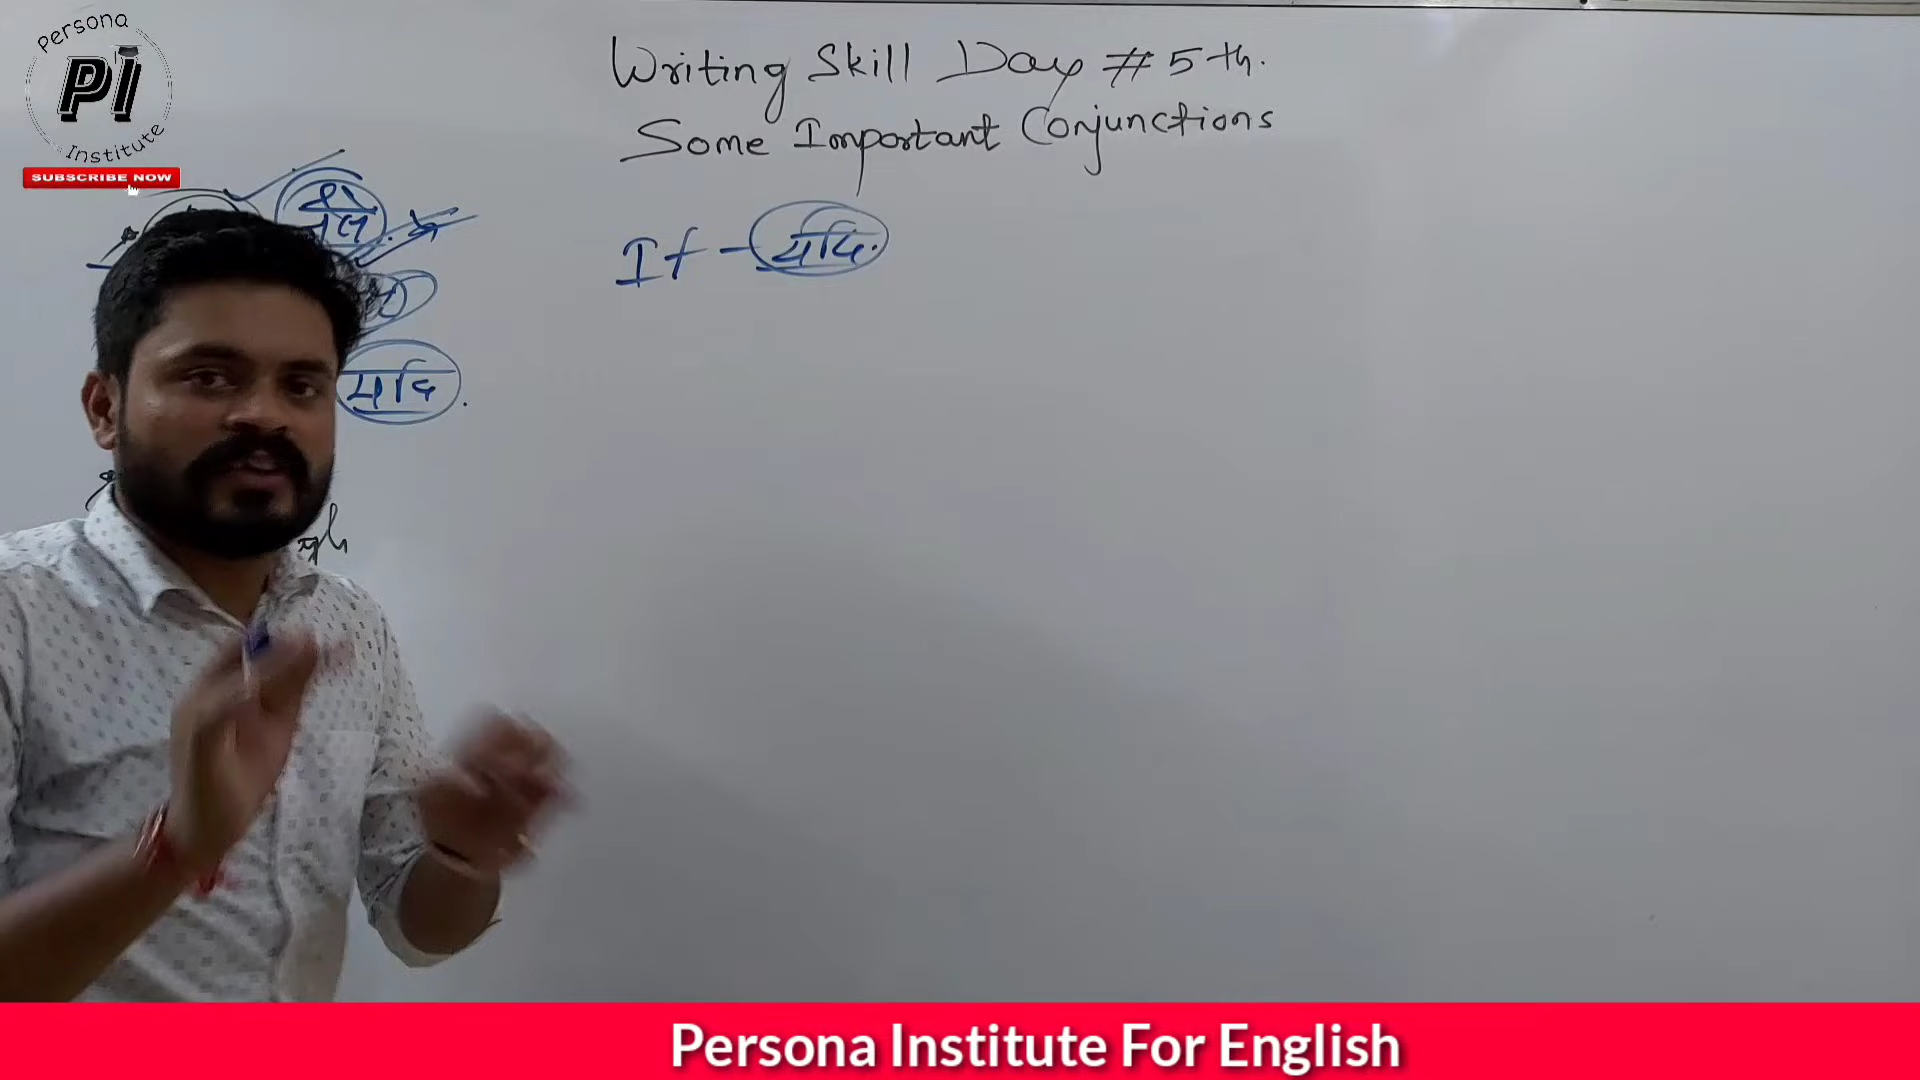 Persona
PI
Institute
SUBSCRIBE NOW
Writing Skill Day # 5th.
Some Important Conjunctions
If - यदि.
यदि.
Persona Institute For English